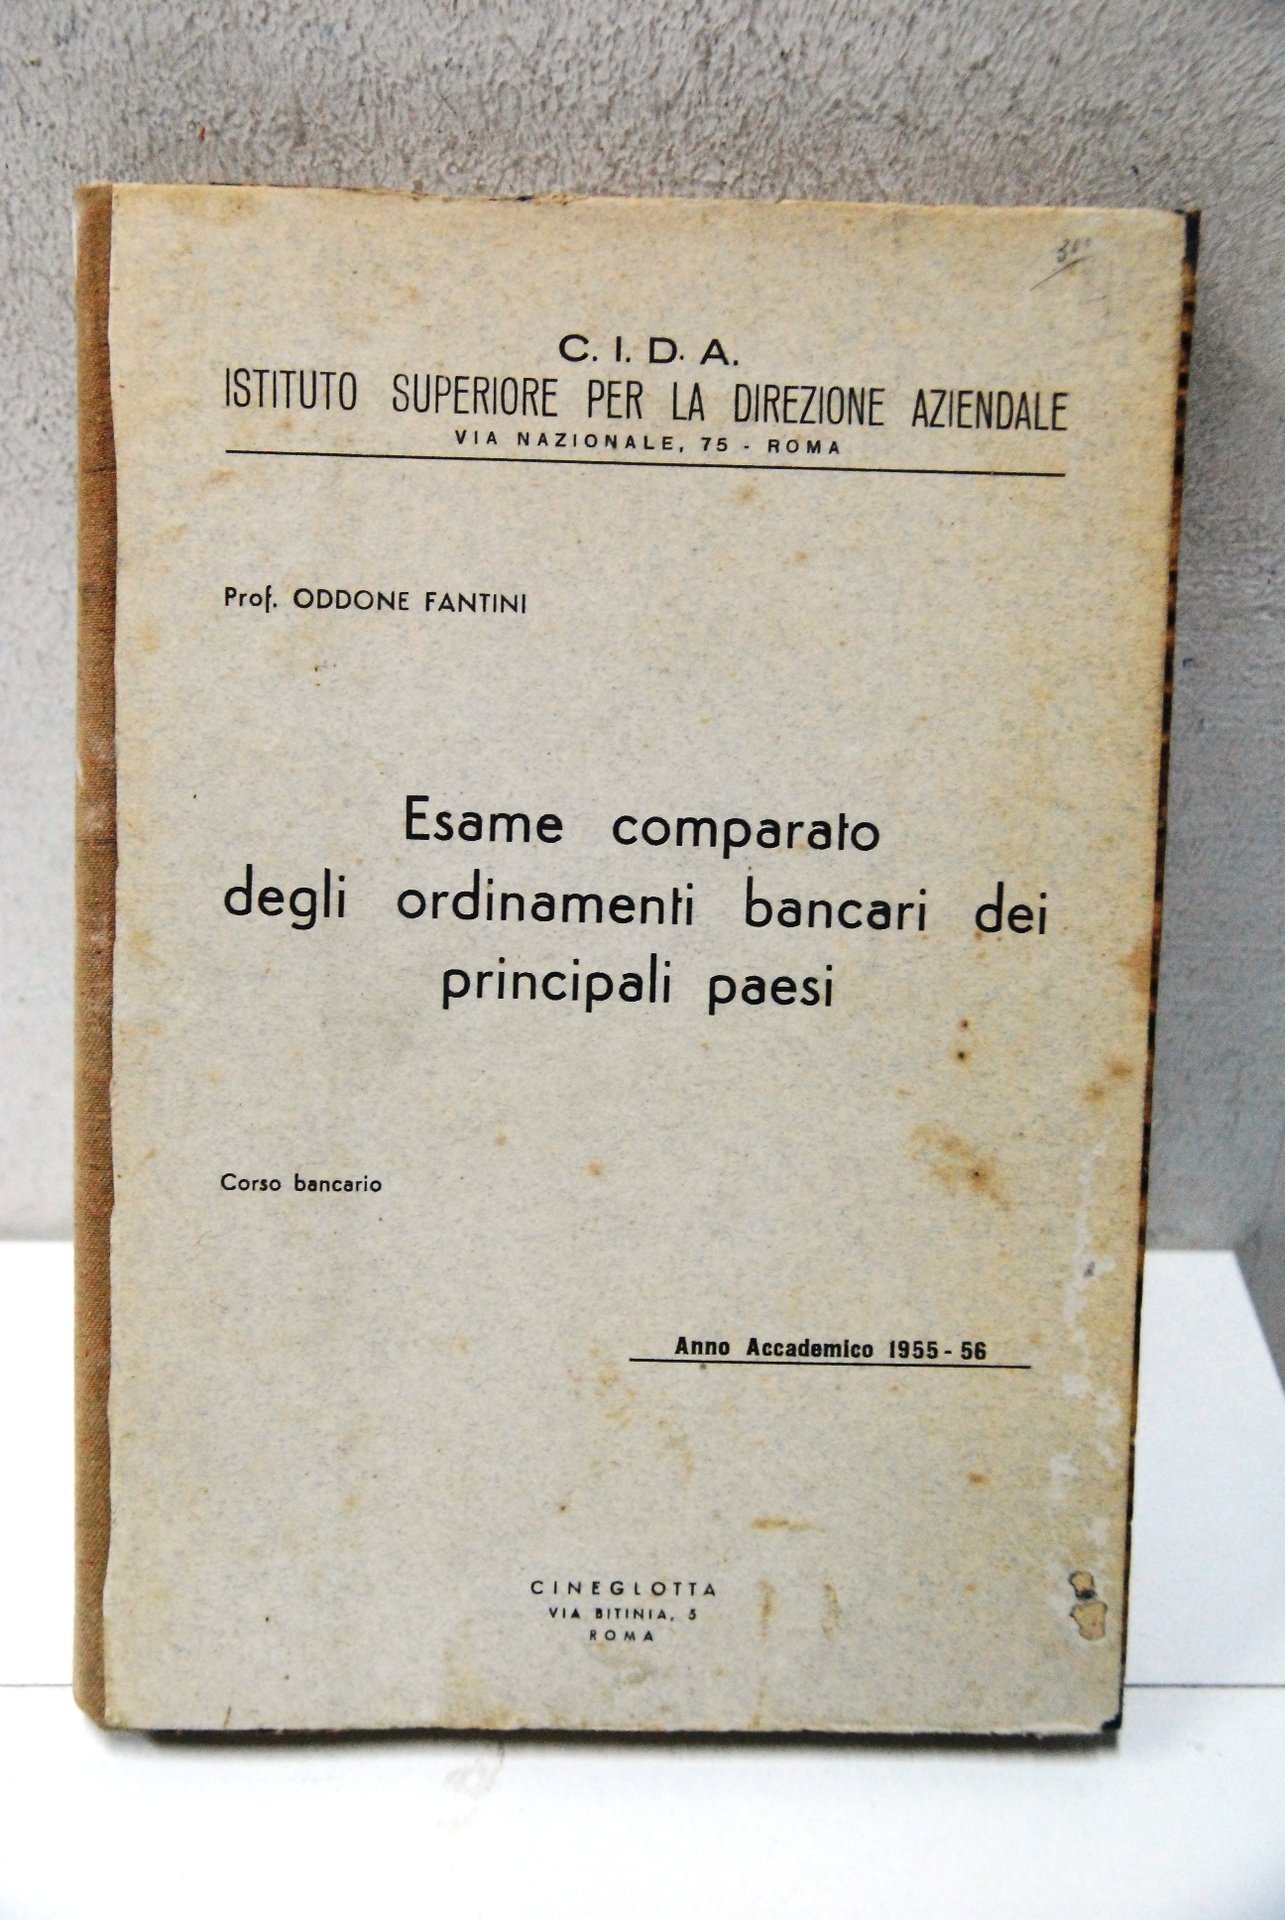 C. I. D. A.
ISTITUTO SUPERIORE PER LA DIREZIONE AZIENDALE
VIA NAZIONALE, 75 - ROMA
Prof. ODDONE FANTINI
Esame comparato
degli ordinamenti bancari dei
principali paesi
Corso bancario
Anno Accademico 1955 - 56
CINEGLOTTA
VIA BITINIA, 5
ROMA